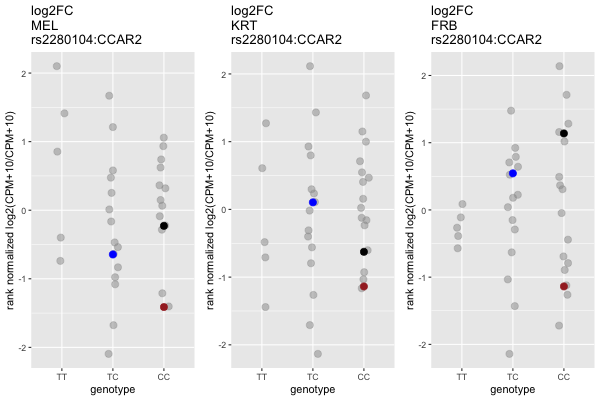 log2FC
MEL
rs2280104:CCAR2
rank normalized log2(CPM+10/CPM+10)
2
1
0
-1
-2
TT TC CC
genotype
log2FC
KRT
rs2280104:CCAR2
rank normalized log2(CPM+10/CPM+10)
2
1
0
-1
-2
TT TC CC
genotype
log2FC
FRB
rs2280104:CCAR2
rank normalized log2(CPM+10/CPM+10)
2
1
0
-1
-2
TT TC CC
genotype